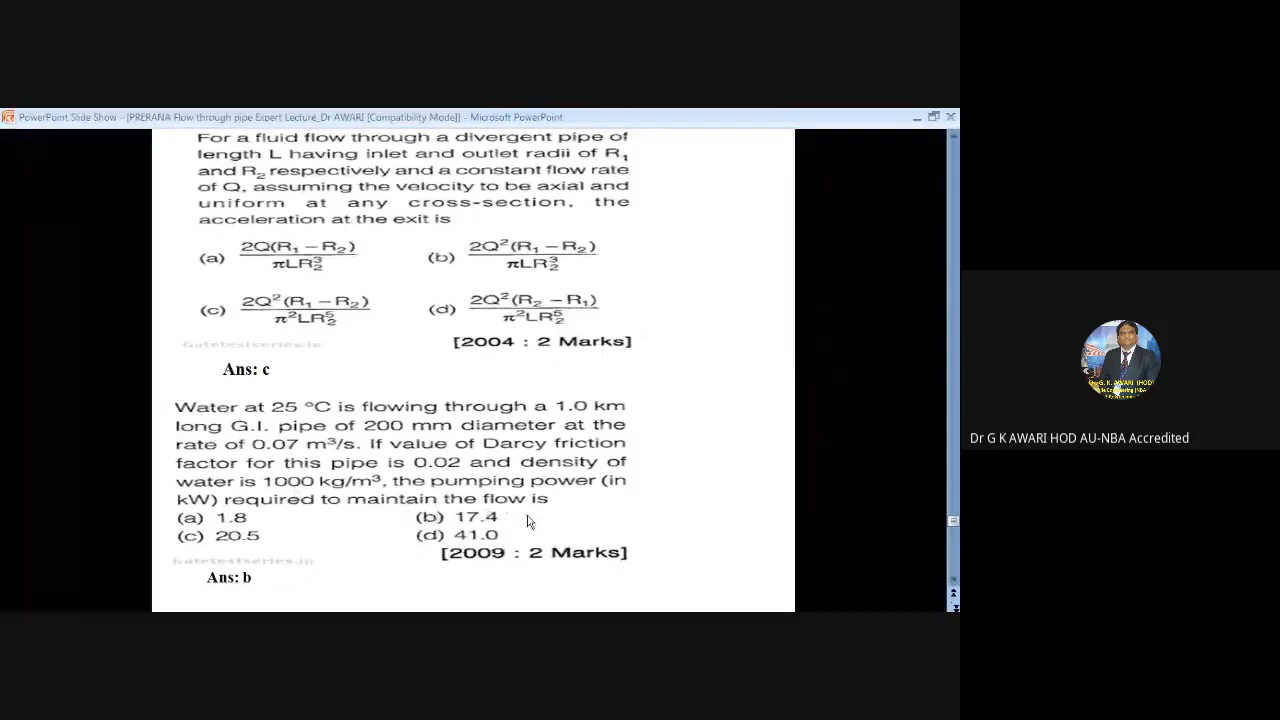 PowerPoint Slide Show - [PRERANA Flow through pipe Expert Lecture_Dr AWARI [Compatibility Mode]] - Microsoft PowerPoint
For a fluid flow through a divergent pipe of
length L having inlet and outlet radii of R₁
and R₂ respectively and a constant flow rate
of Q, assuming the velocity to be axial and
uniform at any cross-section, the
acceleration at the exit is
(a) 2Q(R₁ – R₂) / πLR₂³ (b) 2Q²(R₁ – R₂) / πLR₂³
(c) 2Q²(R₁ – R₂) / π²LR₂⁵ (d) 2Q²(R₂ – R₁) / π²LR₂⁵
Gatetestseries.in [2004 : 2 Marks]
Ans: c
Water at 25 °C is flowing through a 1.0 km
long G.I. pipe of 200 mm diameter at the
rate of 0.07 m³/s. If value of Darcy friction
factor for this pipe is 0.02 and density of
water is 1000 kg/m³, the pumping power (in
kW) required to maintain the flow is
(a) 1.8 (b) 17.4
(c) 20.5 (d) 41.0
[2009 : 2 Marks]
Gatetestseries.in
Ans: b
Dr G. K. AWARI (HOD)
Dr G K AWARI HOD AU-NBA Accredited